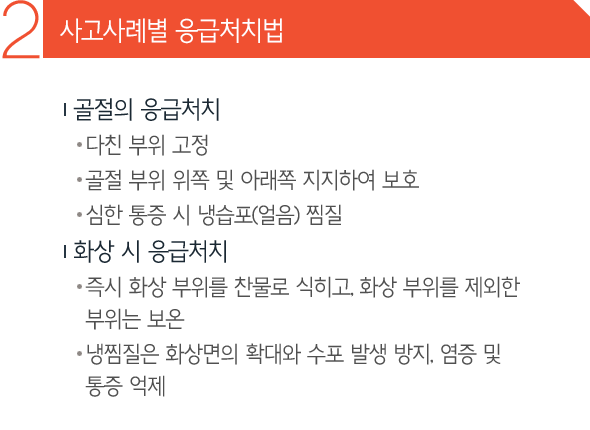 2 사고사례별 응급처치법
ㅣ골절의 응급처치
•다친 부위 고정
•골절 부위 위쪽 및 아래쪽 지지하여 보호
•심한 통증 시 냉습포(얼음) 찜질
ㅣ화상 시 응급처치
•즉시 화상 부위를 찬물로 식히고, 화상 부위를 제외한
부위는 보온
•냉찜질은 화상면의 확대와 수포 발생 방지, 염증 및
통증 억제